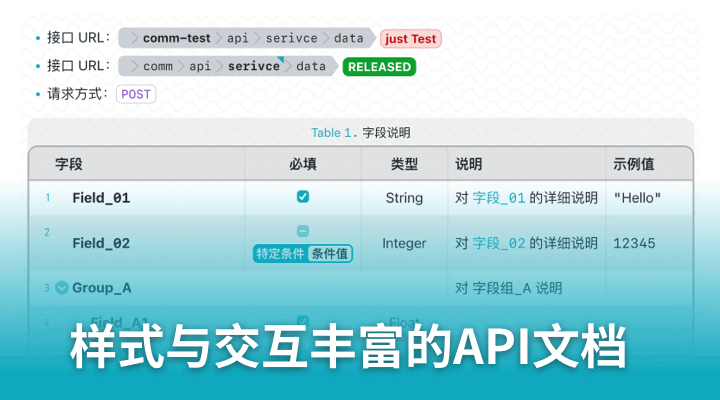 • 接口 URL： comm-test api serivce data just Test
• 接口 URL： comm api serivce data RELEASED
• 请求方式： POST
Table 1. 字段说明
字段 必填 类型 说明 示例值
1 Field_01 String 对 字段_01 的详细说明 "Hello"
2 Field_02 特定条件 条件值 Integer 对 字段_02 的详细说明 12345
3 Group_A 对 字段组_A 说明
4 Field_A1 Float
样式与交互丰富的API文档